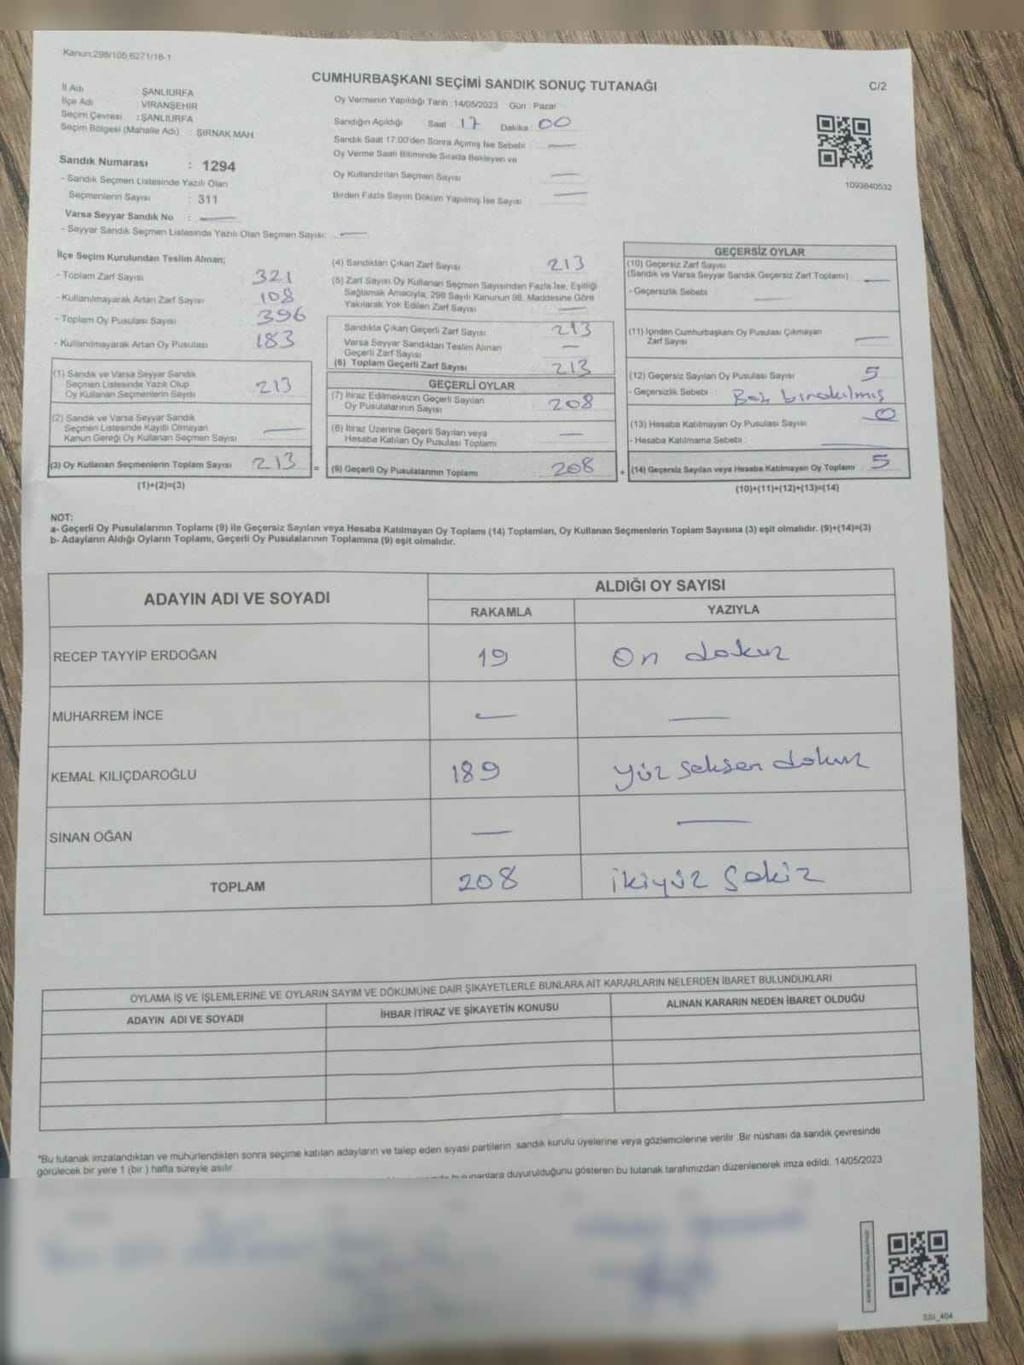 Kanun:298/105,6271/16-1
CUMHURBAŞKANI SEÇİMİ SANDIK SONUÇ TUTANAĞI
C/2
İl Adı ŞANLIURFA
İlçe Adı VİRANŞEHİR
Seçim Çevresi : ŞANLIURFA
Seçim Bölgesi (Mahalle Adı) : ŞIRNAK MAH
Sandık Numarası : 1294
- Sandık Seçmen Listesinde Yazılı Olan
Seçmenlerin Sayısı : 311
Varsa Seyyar Sandık No : —
- Seyyar Sandık Seçmen Listesinde Yazılı Olan Seçmen Sayısı: —
Oy Vermenin Yapıldığı Tarih :14/05/2023 Gün : Pazar
Sandığın Açıldığı Saat : 17 Dakika : 00
Sandık Saat 17:00'den Sonra Açılmış İse Sebebi —
Oy Verme Saati Bitiminde Sırada Bekleyen ve
Oy Kullandırılan Seçmen Sayısı —
Birden Fazla Sayım Döküm Yapılmış İse Sayısı —
1093840532
İlçe Seçim Kurulundan Teslim Alınan;
- Toplam Zarf Sayısı 321
- Kullanılmayarak Artan Zarf Sayısı 108
- Toplam Oy Pusulası Sayısı 396
- Kullanılmayarak Artan Oy Pusulası 183
(1) Sandık ve Varsa Seyyar Sandık
Seçmen Listesinde Yazılı Olup
Oy Kullanan Seçmenlerin Sayısı 213
(2) Sandık ve Varsa Seyyar Sandık
Seçmen Listesinde Kayıtlı Olmayan
Kanun Gereği Oy Kullanan Seçmen Sayısı —
(3) Oy Kullanan Seçmenlerin Toplam Sayısı 213 =
(1)+(2)=(3)
(4) Sandıktan Çıkan Zarf Sayısı 213
(5) Zarf Sayısı Oy Kullanan Seçmen Sayısından Fazla İse, Eşitliği
Sağlamak Amacıyla, 298 Sayılı Kanunun 98. Maddesine Göre
Yakılarak Yok Edilen Zarf Sayısı —
Sandıkta Çıkan Geçerli Zarf Sayısı 213
Varsa Seyyar Sandıktan Teslim Alınan
Geçerli Zarf Sayısı —
(6) Toplam Geçerli Zarf Sayısı 213
GEÇERLİ OYLAR
(7) İtiraz Edilmeksizin Geçerli Sayılan
Oy Pusulalarının Sayısı 208
(8) İtiraz Üzerine Geçerli Sayılan veya
Hesaba Katılan Oy Pusulası Toplamı —
(9) Geçerli Oy Pusulalarının Toplamı 208 +
GEÇERSİZ OYLAR
(10) Geçersiz Zarf Sayısı
(Sandık ve Varsa Seyyar Sandık Geçersiz Zarf Toplamı) —
- Geçersizlik Sebebi —
(11) İçinden Cumhurbaşkanı Oy Pusulası Çıkmayan
Zarf Sayısı —
(12) Geçersiz Sayılan Oy Pusulası Sayısı 5
- Geçersizlik Sebebi Boş bırakılmış
(13) Hesaba Katılmayan Oy Pusulası Sayısı 0
- Hesaba Katılmama Sebebi —
(14) Geçersiz Sayılan veya Hesaba Katılmayan Oy Toplamı 5
(10)+(11)+(12)+(13)=(14)
NOT:
a- Geçerli Oy Pusulalarının Toplamı (9) ile Geçersiz Sayılan veya Hesaba Katılmayan Oy Toplamı (14) Toplamları, Oy Kullanan Seçmenlerin Toplam Sayısına (3) eşit olmalıdır. (9)+(14)=(3)
b- Adayların Aldığı Oyların Toplamı, Geçerli Oy Pusulalarının Toplamına (9) eşit olmalıdır.
ADAYIN ADI VE SOYADI ALDIĞI OY SAYISI
RAKAMLA YAZIYLA
RECEP TAYYİP ERDOĞAN 19 On dokuz
MUHARREM İNCE — —
KEMAL KILIÇDAROĞLU 189 yüz seksen dokuz
SİNAN OĞAN — —
TOPLAM 208 ikiyüz sekiz
OYLAMA İŞ VE İŞLEMLERİNE VE OYLARIN SAYIM VE DÖKÜMÜNE DAİR ŞİKAYETLERLE BUNLARA AİT KARARLARIN NELERDEN İBARET BULUNDUKLARI
ADAYIN ADI VE SOYADI İHBAR İTİRAZ VE ŞİKAYETİN KONUSU ALINAN KARARIN NEDEN İBARET OLDUĞU
*Bu tutanak imzalandıktan ve mühürlendikten sonra seçime katılan adayların ve talep eden siyasi partilerin sandık kurulu üyelerine veya gözlemcilerine verilir. Bir nüshası da sandık çevresinde
görülecek bir yere 1 (bir) hafta süreyle asılır.
bulunanlara duyurulduğunu gösteren bu tutanak tarafımızdan düzenlenerek imza edildi. 14/05/2023
SSI_404